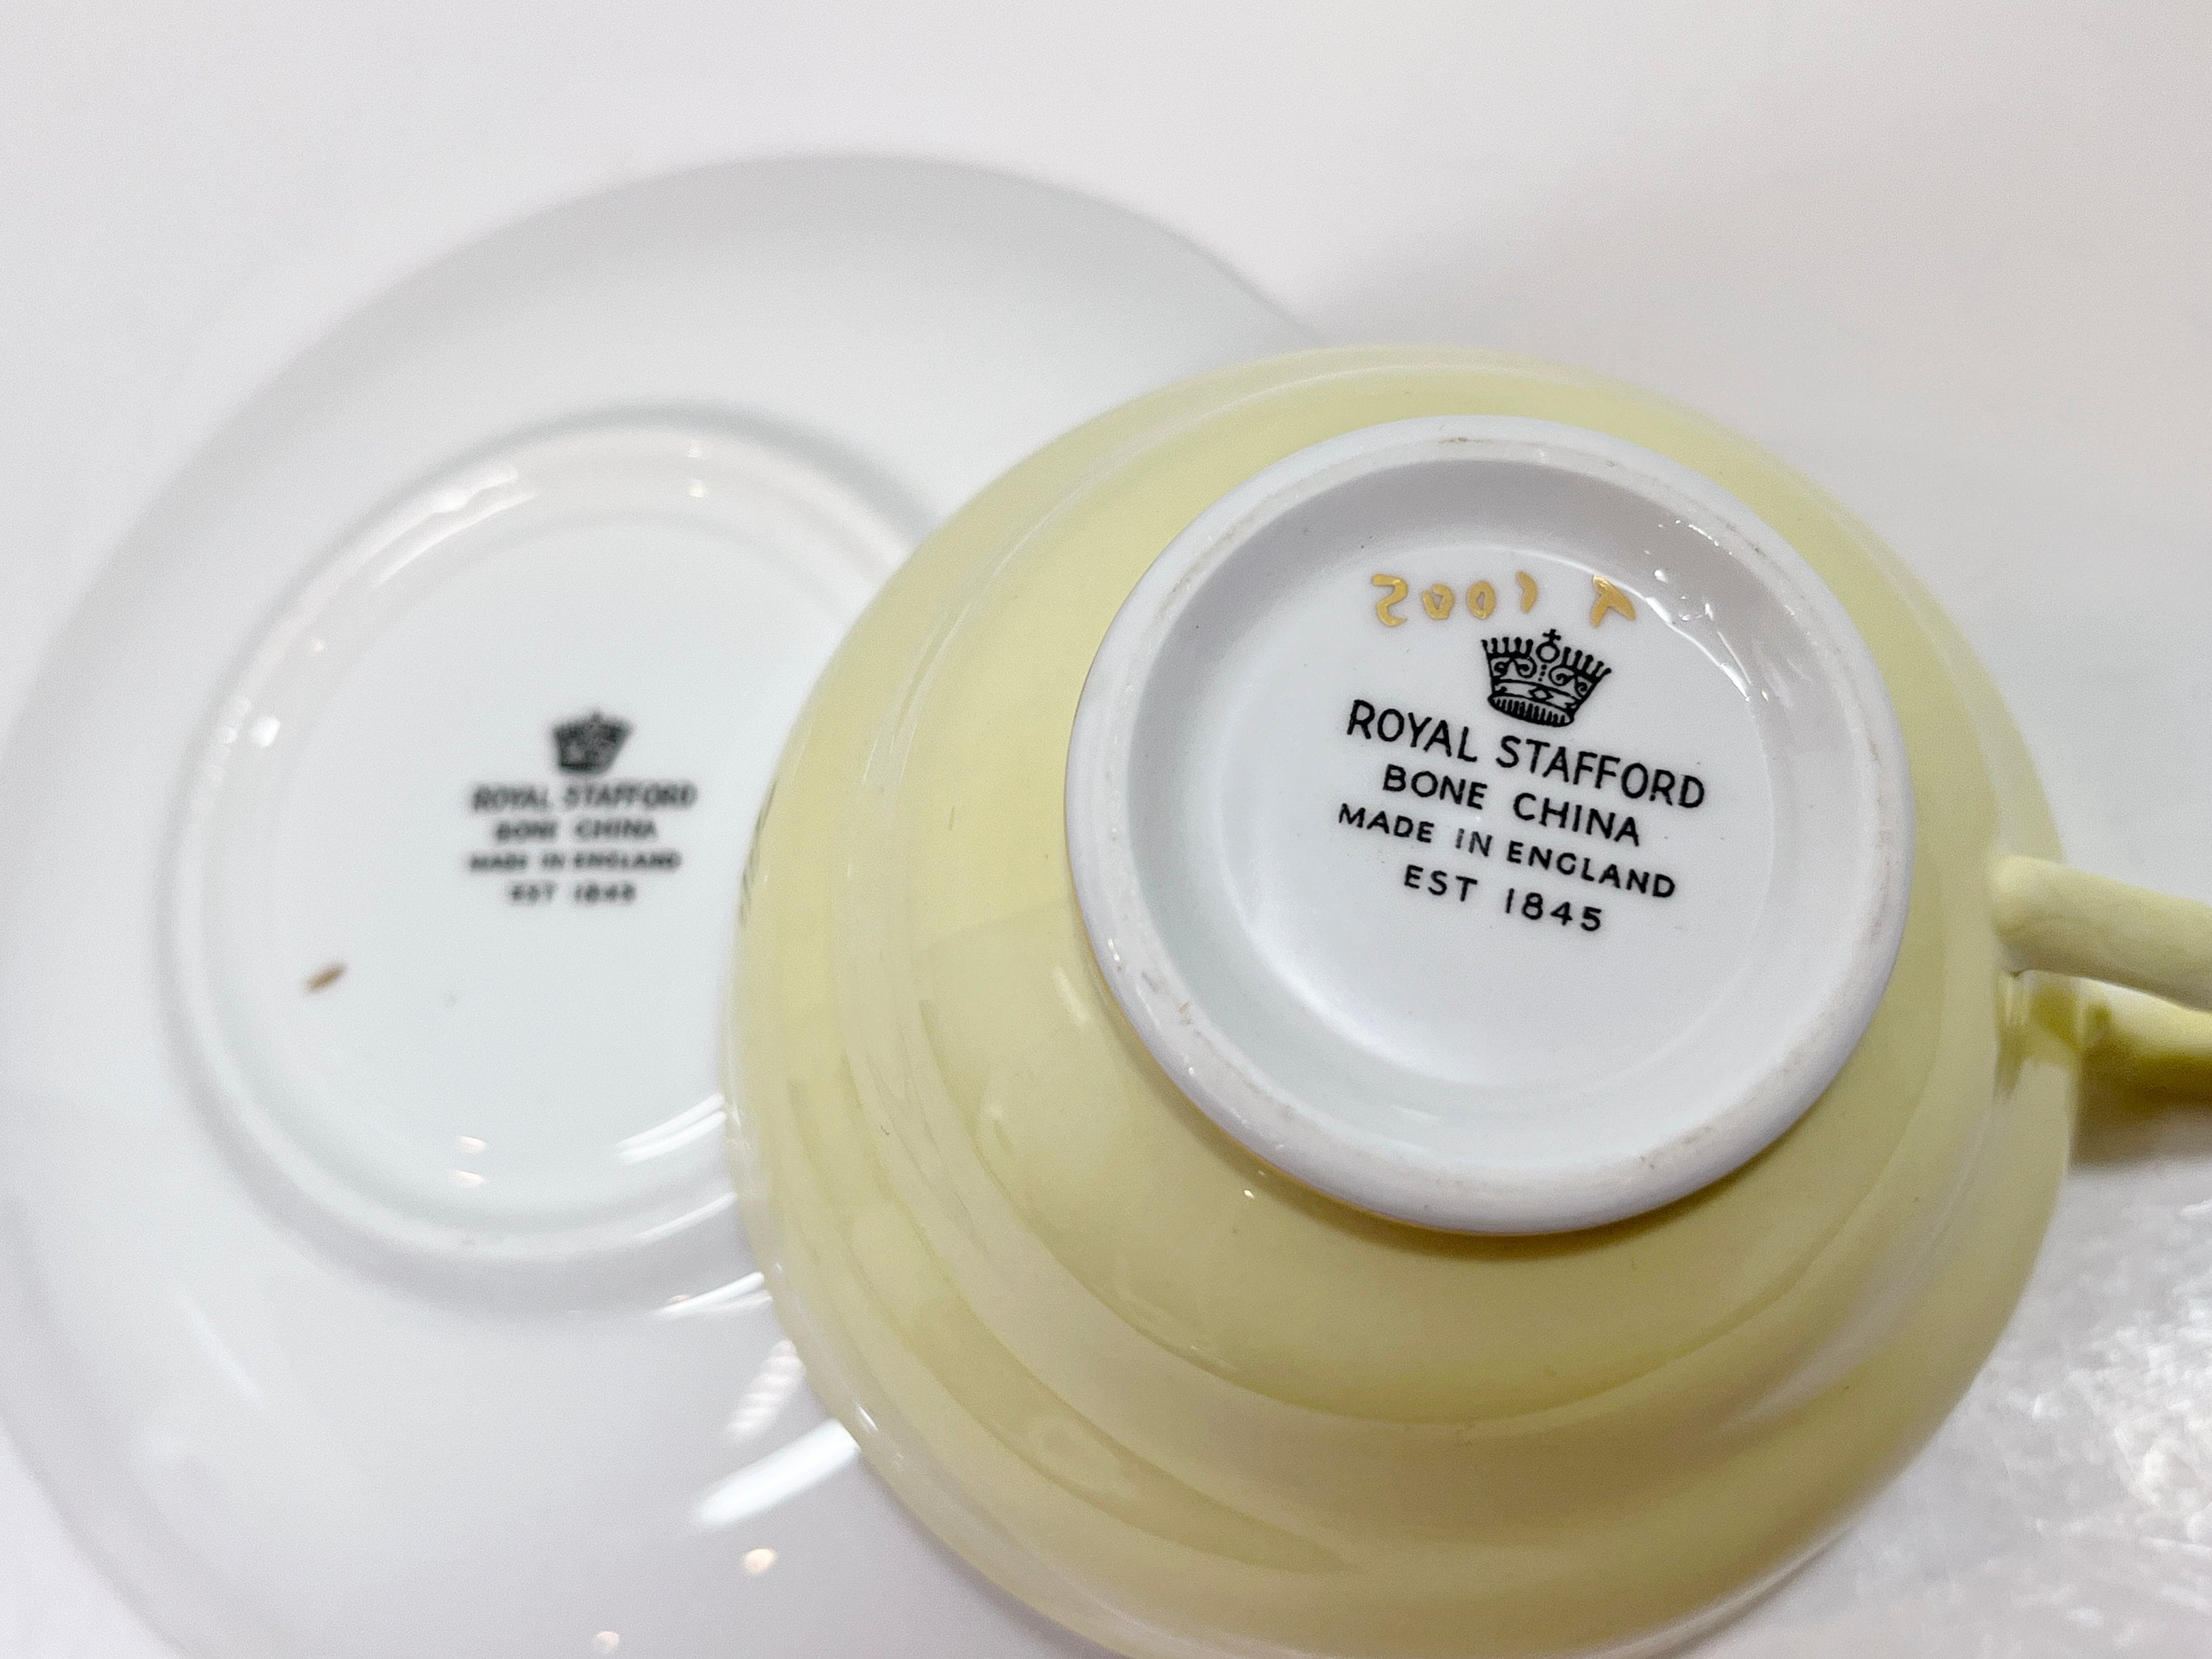 ROYAL STAFFORD
BONE CHINA
MADE IN ENGLAND
EST 1845
ROYAL STAFFORD
BONE CHINA
MADE IN ENGLAND
EST 1845